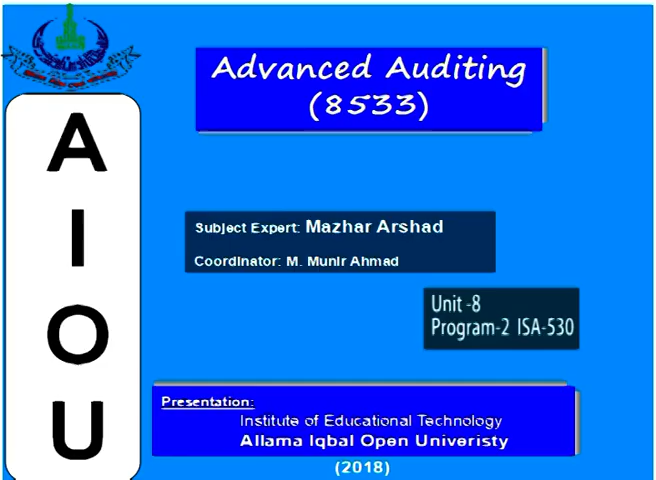 Advanced Auditing
(8533)
A
I
O
U
Subject Expert: Mazhar Arshad
Coordinator: M. Munir Ahmad
Unit -8
Program-2 ISA-530
Presentation:
Institute of Educational Technology
Allama Iqbal Open Univeristy
(2018)